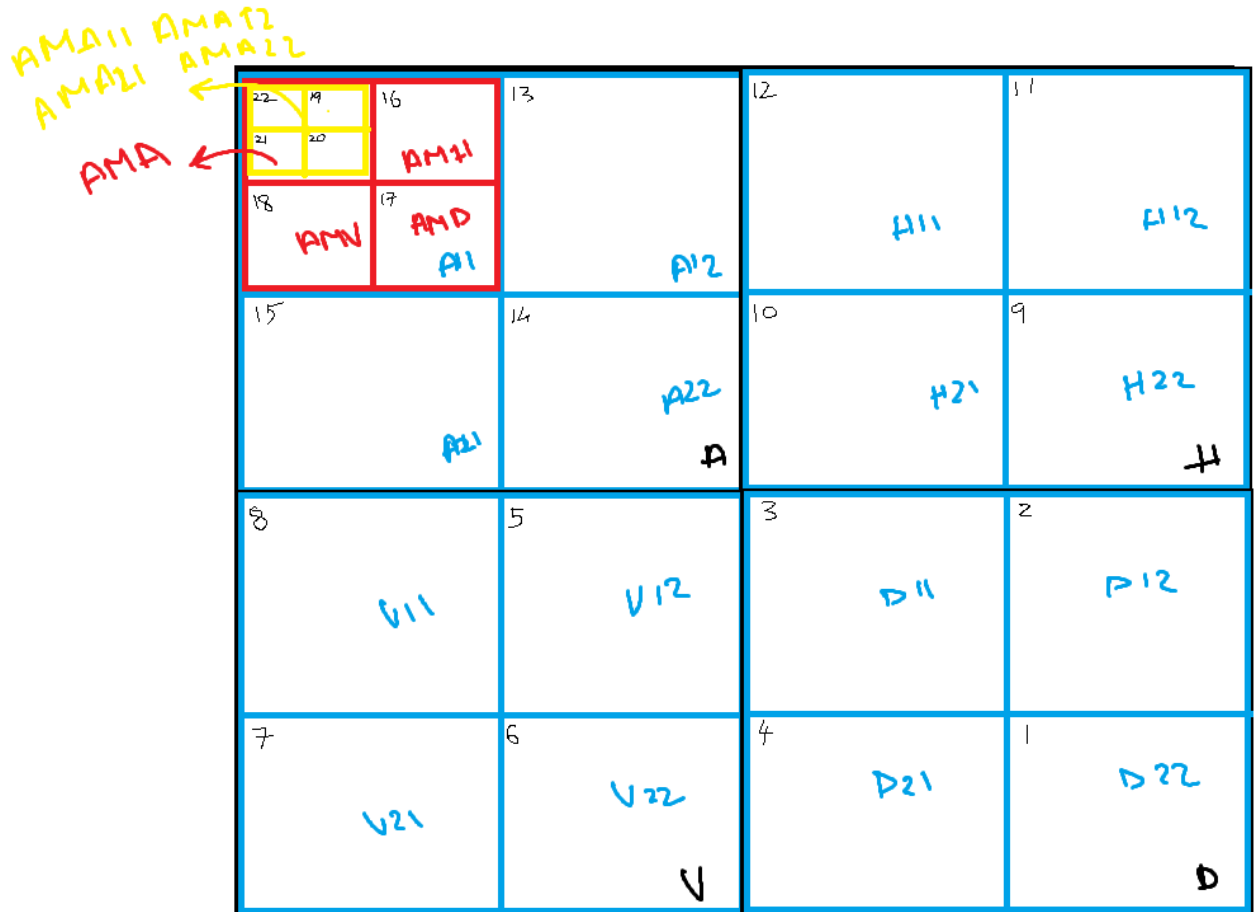 AMA11 AMA12
AMA21 AMA22
AMA
22 19 16 13 12 11
21 20
AMH
18 17
AMV AMD
A11 A12 H11 H12
15 14 10 9
A22 H21 H22
A21 A H
8 5 3 2
V11 V12 D11 D12
7 6 4 1
V21 V22 D21 D22
V D